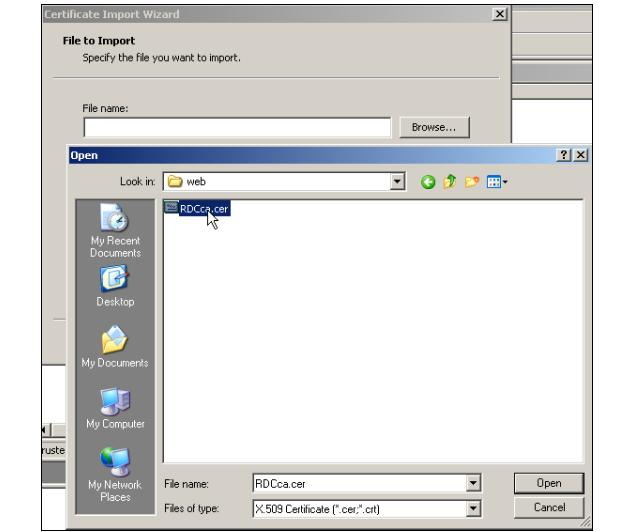 Certificate Import Wizard
File to Import
Specify the file you want to import.
File name:
Browse...
Open
Look in:
web
RDCca.cer
My Recent
Documents
Desktop
My Documents
My Computer
My Network
Places
File name:
RDCca.cer
Open
Files of type:
X.509 Certificate (*.cer;*.crt)
Cancel
ruste